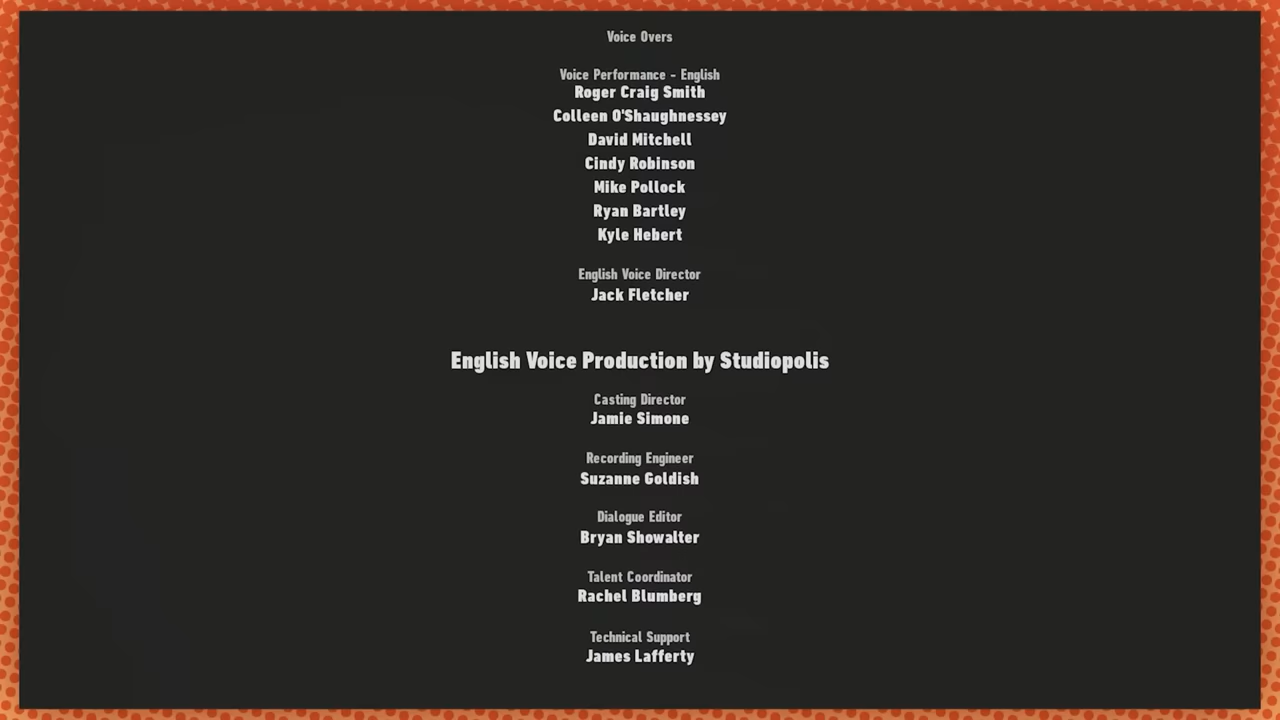 Voice Overs
Voice Performance - English
Roger Craig Smith
Colleen O'Shaughnessey
David Mitchell
Cindy Robinson
Mike Pollock
Ryan Bartley
Kyle Hebert
English Voice Director
Jack Fletcher
English Voice Production by Studiopolis
Casting Director
Jamie Simone
Recording Engineer
Suzanne Goldish
Dialogue Editor
Bryan Showalter
Talent Coordinator
Rachel Blumberg
Technical Support
James Lafferty